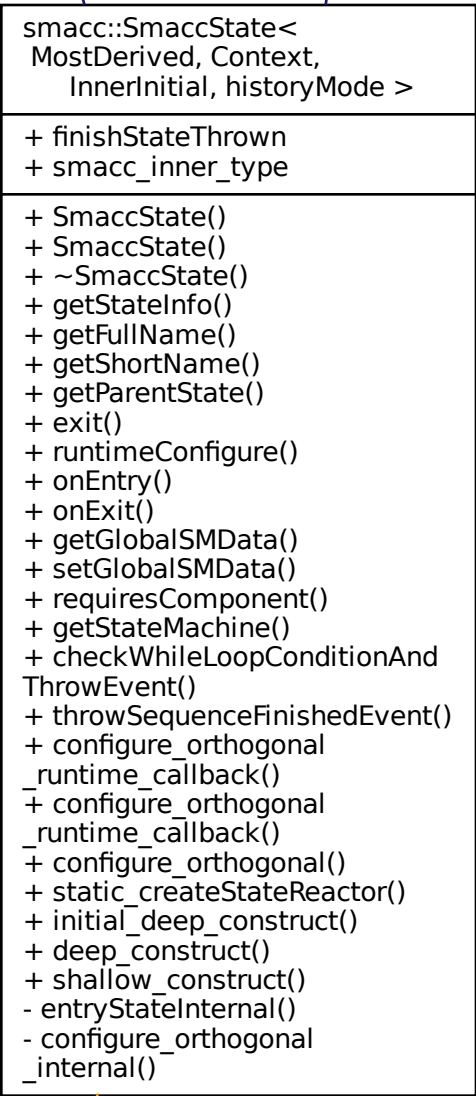 smacc::SmaccState<
MostDerived, Context,
InnerInitial, historyMode >
+ finishStateThrown
+ smacc_inner_type
+ SmaccState()
+ SmaccState()
+ ~SmaccState()
+ getStateInfo()
+ getFullName()
+ getShortName()
+ getParentState()
+ exit()
+ runtimeConfigure()
+ onEntry()
+ onExit()
+ getGlobalSMData()
+ setGlobalSMData()
+ requiresComponent()
+ getStateMachine()
+ checkWhileLoopConditionAnd
ThrowEvent()
+ throwSequenceFinishedEvent()
+ configure_orthogonal
_runtime_callback()
+ configure_orthogonal
_runtime_callback()
+ configure_orthogonal()
+ static_createStateReactor()
+ initial_deep_construct()
+ deep_construct()
+ shallow_construct()
- entryStateInternal()
- configure_orthogonal
_internal()